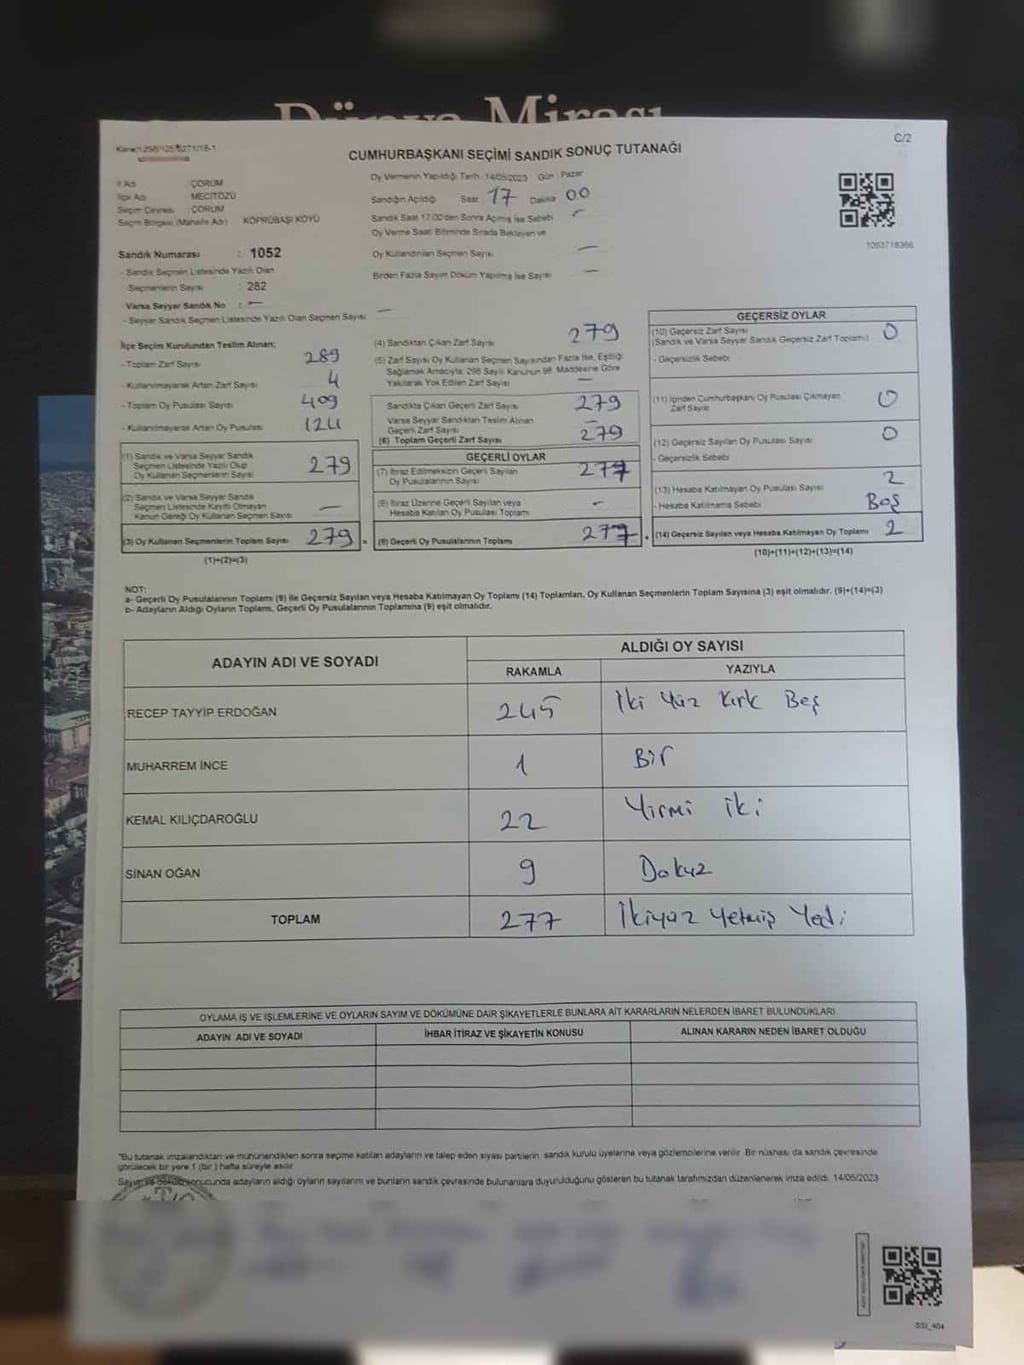 Dünya Mirası
C/2
CUMHURBAŞKANI SEÇİMİ SANDIK SONUÇ TUTANAĞI
İl Adı : ÇORUM
İlçe Adı : MECİTÖZÜ
Seçim Çevresi : ÇORUM
Seçim Bölgesi (Mahalle Adı) KÖPRÜBAŞI KÖYÜ
Sandık Numarası : 1052
- Sandık Seçmen Listesinde Yazılı Olan
Seçmenlerin Sayısı : 282
Varsa Seyyar Sandık No : —
- Seyyar Sandık Seçmen Listesinde Yazılı Olan Seçmen Sayısı: —
Oy Vermenin Yapıldığı Tarih: 14/05/2023 Gün : Pazar
Sandığın Açıldığı Saat: 17 Dakika 00
Sandık Saat 17:00'den Sonra Açılmış İse Sebebi
Oy Verme Saati Bitiminde Sırada Bekleyen ve
Oy Kullandırılan Seçmen Sayısı —
Birden Fazla Sayım Döküm Yapılmış İse Sayısı —
1093718366
İlçe Seçim Kurulundan Teslim Alınan;
- Toplam Zarf Sayısı 289
- Kullanılmayarak Artan Zarf Sayısı 4
- Toplam Oy Pusulası Sayısı 409
- Kullanılmayarak Artan Oy Pusulası
(1) Sandık ve Varsa Seyyar Sandık
Seçmen Listesinde Yazılı Olup
Oy Kullanan Seçmenlerin Sayısı 279
(2) Sandık ve Varsa Seyyar Sandık
Seçmen Listesinde Kaydı Olmayan
Kanun Gereği Oy Kullanan Seçmen Sayısı —
(3) Oy Kullanan Seçmenlerin Toplam Sayısı 279 =
(1)+(2)=(3)
(4) Sandıktan Çıkan Zarf Sayısı 279
(5) Zarf Sayısı Oy Kullanan Seçmen Sayısından Fazla İse, Eşitliği
Sağlamak Amacıyla; 298 Sayılı Kanunun 98. Maddesine Göre
Yakılarak Yok Edilen Zarf Sayısı —
Sandıkta Çıkan Geçerli Zarf Sayısı 279
Varsa Seyyar Sandıktan Teslim Alınan
Geçerli Zarf Sayısı —
(6) Toplam Geçerli Zarf Sayısı 279
GEÇERLİ OYLAR
(7) İtiraz Edilmeksizin Geçerli Sayılan
Oy Pusulalarının Sayısı 277
(8) İtiraz Üzerine Geçerli Sayılan veya
Hesaba Katılan Oy Pusulası Toplamı -
(9) Geçerli Oy Pusulalarının Toplamı 277 +
GEÇERSİZ OYLAR
(10) Geçersiz Zarf Sayısı 0
(Sandık ve Varsa Seyyar Sandık Geçersiz Zarf Toplamı)
- Geçersizlik Sebebi
(11) İçinden Cumhurbaşkanı Oy Pusulası Çıkmayan
Zarf Sayısı 0
(12) Geçersiz Sayılan Oy Pusulası Sayısı 0
- Geçersizlik Sebebi
(13) Hesaba Katılmayan Oy Pusulası Sayısı 2
- Hesaba Katılmama Sebebi Boş
(14) Geçersiz Sayılan veya Hesaba Katılmayan Oy Toplamı 2
(10)+(11)+(12)+(13)=(14)
NOT:
a- Geçerli Oy Pusulalarının Toplamı (9) ile Geçersiz Sayılan veya Hesaba Katılmayan Oy Toplamı (14) Toplamları, Oy Kullanan Seçmenlerin Toplam Sayısına (3) eşit olmalıdır. (9)+(14)=(3)
b- Adayların Aldığı Oyların Toplamı, Geçerli Oy Pusulalarının Toplamına (9) eşit olmalıdır.
ADAYIN ADI VE SOYADI ALDIĞI OY SAYISI
RAKAMLA YAZIYLA
RECEP TAYYİP ERDOĞAN 245 İki Yüz Kırk Beş
MUHARREM İNCE 1 Bir
KEMAL KILIÇDAROĞLU 22 Yirmi iki
SİNAN OĞAN 9 Dokuz
TOPLAM 277 İkiyüz Yetmiş Yedi
OYLAMA İŞ VE İŞLEMLERİNE VE OYLARIN SAYIM VE DÖKÜMÜNE DAİR ŞİKAYETLERLE BUNLARA AİT KARARLARIN NELERDEN İBARET BULUNDUKLARI
ADAYIN ADI VE SOYADI İHBAR İTİRAZ VE ŞİKAYETİN KONUSU ALINAN KARARIN NEDEN İBARET OLDUĞU
*Bu tutanak imzalandıktan ve mühürlendikten sonra seçime katılan adayların ve talep eden siyasi partilerin sandık kurulu üyelerine veya gözlemcilerine verilir. Bir nüshası da sandık çevresinde
görülecek bir yere 1 (bir) hafta süreyle asılır.
Sayım ve döküm sonucunda adayların aldığı oyların sayılarını ve bunların sandık çevresinde bulunanlara duyurulduğunu gösteren bu tutanak tarafımızdan düzenlenerek imza edildi. 14/05/2023
SSİ_404